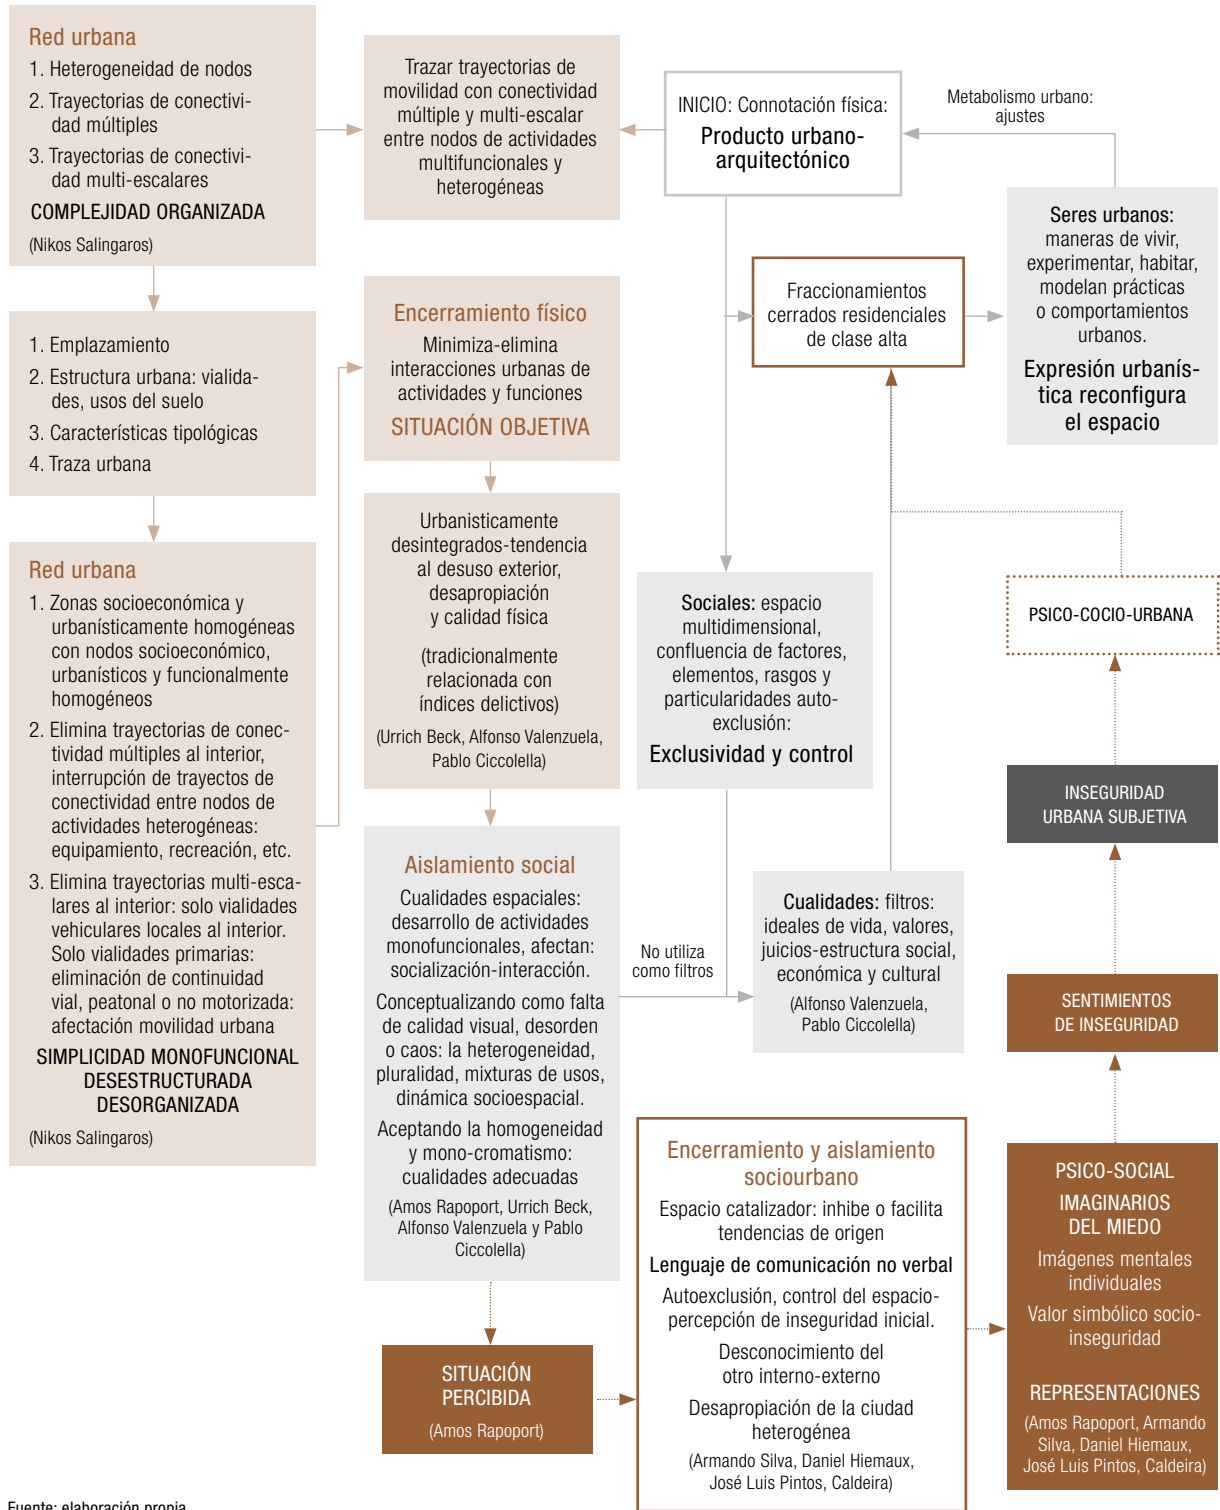 Red urbana
1. Heterogeneidad de nodos
2. Trayectorias de conectivi-
dad múltiples
3. Trayectorias de conectivi-
dad multi-escalares
COMPLEJIDAD ORGANIZADA
(Nikos Salingaros)
1. Emplazamiento
2. Estructura urbana: vialida-
des, usos del suelo
3. Características tipológicas
4. Traza urbana
Red urbana
1. Zonas socioeconómica y
urbanísticamente homogéneas
con nodos socioeconómico,
urbanísticos y funcionalmente
homogéneos
2. Elimina trayectorias de conec-
tividad múltiples al interior,
interrupción de trayectos de
conectividad entre nodos de
actividades heterogéneas:
equipamiento, recreación, etc.
3. Elimina trayectorias multi-esca-
lares al interior: solo vialidades
vehiculares locales al interior.
Solo vialidades primarias:
eliminación de continuidad
vial, peatonal o no motorizada:
afectación movilidad urbana
SIMPLICIDAD MONOFUNCIONAL
DESESTRUCTURADA
DESORGANIZADA
(Nikos Salingaros)
Trazar trayectorias de
movilidad con conectividad
múltiple y multi-escalar
entre nodos de actividades
multifuncionales y
heterogéneas
Encerramiento físico
Minimiza-elimina
interacciones urbanas de
actividades y funciones
SITUACIÓN OBJETIVA
Urbanisticamente
desintegrados-tendencia
al desuso exterior,
desapropiación
y calidad física
(tradicionalmente
relacionada con
índices delictivos)
(Urrich Beck, Alfonso Valenzuela,
Pablo Ciccolella)
Aislamiento social
Cualidades espaciales:
desarrollo de actividades
monofuncionales, afectan:
socialización-interacción.
Conceptualizando como falta
de calidad visual, desorden
o caos: la heterogeneidad,
pluralidad, mixturas de usos,
dinámica socioespacial.
Aceptando la homogeneidad
y mono-cromatismo:
cualidades adecuadas
(Amos Rapoport, Urrich Beck,
Alfonso Valenzuela y Pablo
Ciccolella)
SITUACIÓN
PERCIBIDA
(Amos Rapoport)
INICIO: Connotación física:
Producto urbano-
arquitectónico
Metabolismo urbano:
ajustes
Fraccionamientos
cerrados residenciales
de clase alta
Seres urbanos:
maneras de vivir,
experimentar, habitar,
modelan prácticas
o comportamientos
urbanos.
Expresión urbanís-
tica reconfigura
el espacio
Sociales: espacio
multidimensional,
confluencia de factores,
elementos, rasgos y
particularidades auto-
exclusión:
Exclusividad y control
No utiliza
como filtros
Cualidades: filtros:
ideales de vida, valores,
juicios-estructura social,
económica y cultural
(Alfonso Valenzuela,
Pablo Ciccolella)
Encerramiento y aislamiento
sociourbano
Espacio catalizador: inhibe o facilita
tendencias de origen
Lenguaje de comunicación no verbal
Autoexclusión, control del espacio-
percepción de inseguridad inicial.
Desconocimiento del
otro interno-externo
Desapropiación de la ciudad
heterogénea
(Armando Silva, Daniel Hiemaux,
José Luis Pintos, Caldeira)
PSICO-COCIO-URBANA
INSEGURIDAD
URBANA SUBJETIVA
SENTIMIENTOS
DE INSEGURIDAD
PSICO-SOCIAL
IMAGINARIOS
DEL MIEDO
Imágenes mentales
individuales
Valor simbólico socio-
inseguridad
REPRESENTACIONES
(Amos Rapoport, Armando
Silva, Daniel Hiemaux,
José Luis Pintos, Caldeira)
Fuente: elaboración propia